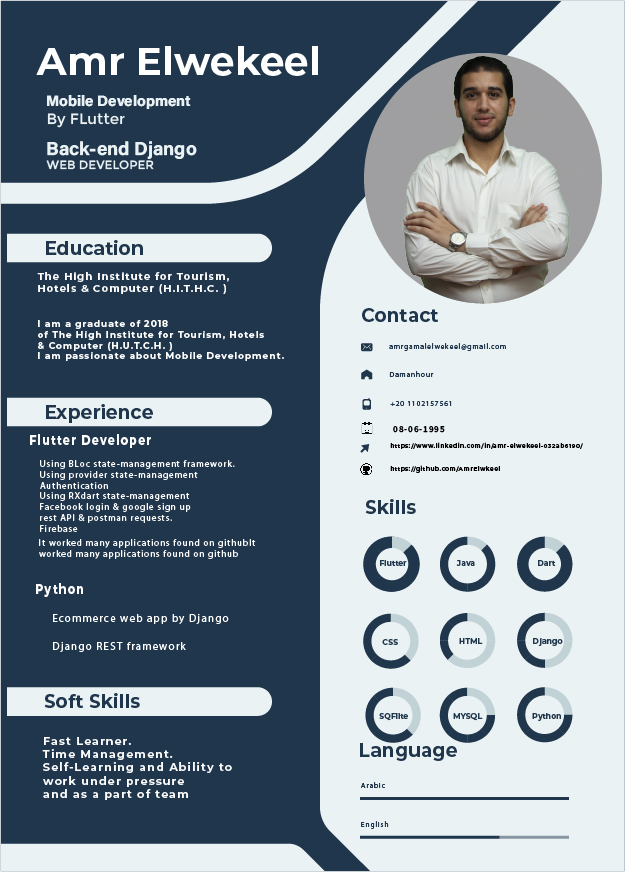 Amr Elwekeel
Mobile Development
By FLutter
Back-end Django
WEB DEVELOPER
Education
The High Institute for Tourism,
Hotels & Computer (H.I.T.H.C. )
I am a graduate of 2018
of The High Institute for Tourism, Hotels
& Computer (H.U.T.C.H. )
I am passionate about Mobile Development.
Experience
Flutter Developer
Using BLoc state-management framework.
Using provider state-management
Authentication
Using RXdart state-management
Facebook login & google sign up
rest API & postman requests.
Firebase
It worked many applications found on githubIt
worked many applications found on github
Python
Ecommerce web app by Django
Django REST framework
Soft Skills
Fast Learner.
Time Management.
Self-Learning and Ability to
work under pressure
and as a part of team
Contact
amrgamalelwekeel@gmail.com
Damanhour
+20 1102157561
08-06-1995
https://www.linkedin.com/in/amr-elwekeel-032ab6190/
https://github.com/AmrElwkeel
Skills
Flutter
Java
Dart
CSS
HTML
Django
SQFlite
MYSQL
Python
Language
Arabic
English